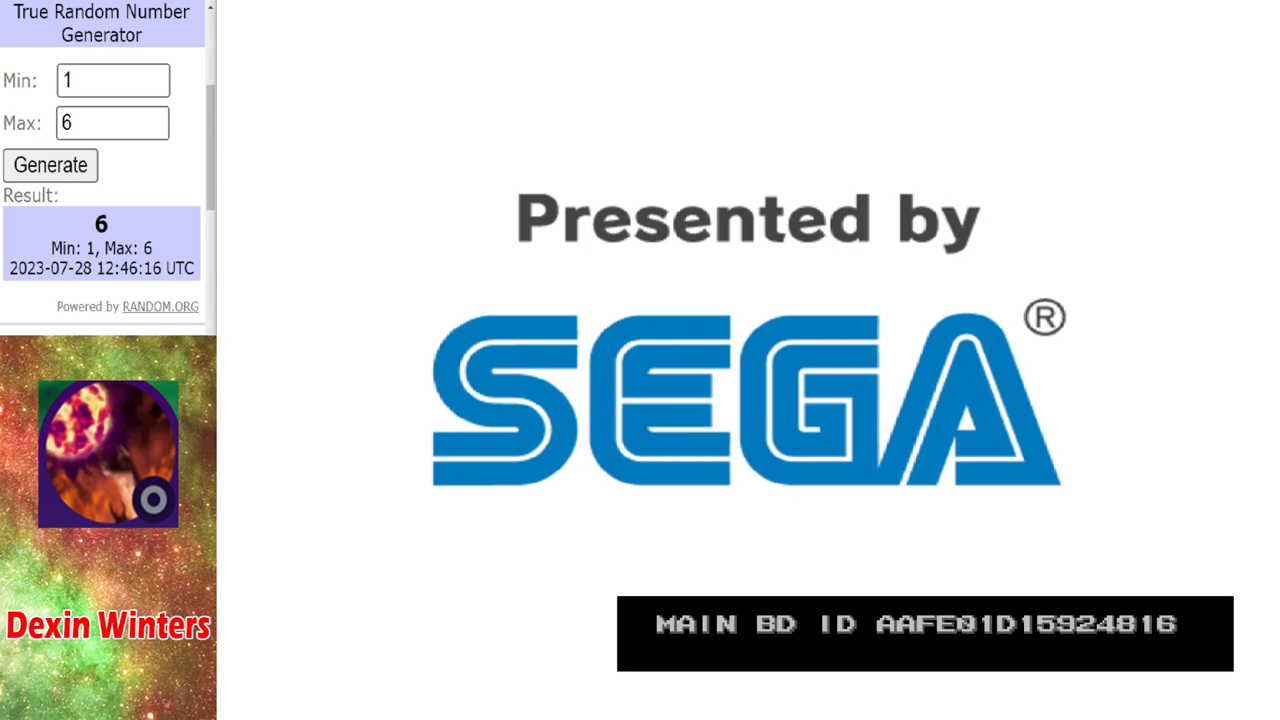 True Random Number
Generator
Min: 1
Max: 6
Generate
Result:
6
Min: 1, Max: 6
2023-07-28 12:46:16 UTC
Powered by RANDOM.ORG
Dexin Winters
Presented by
SEGA®
MAIN BD ID AAFE01D15924816